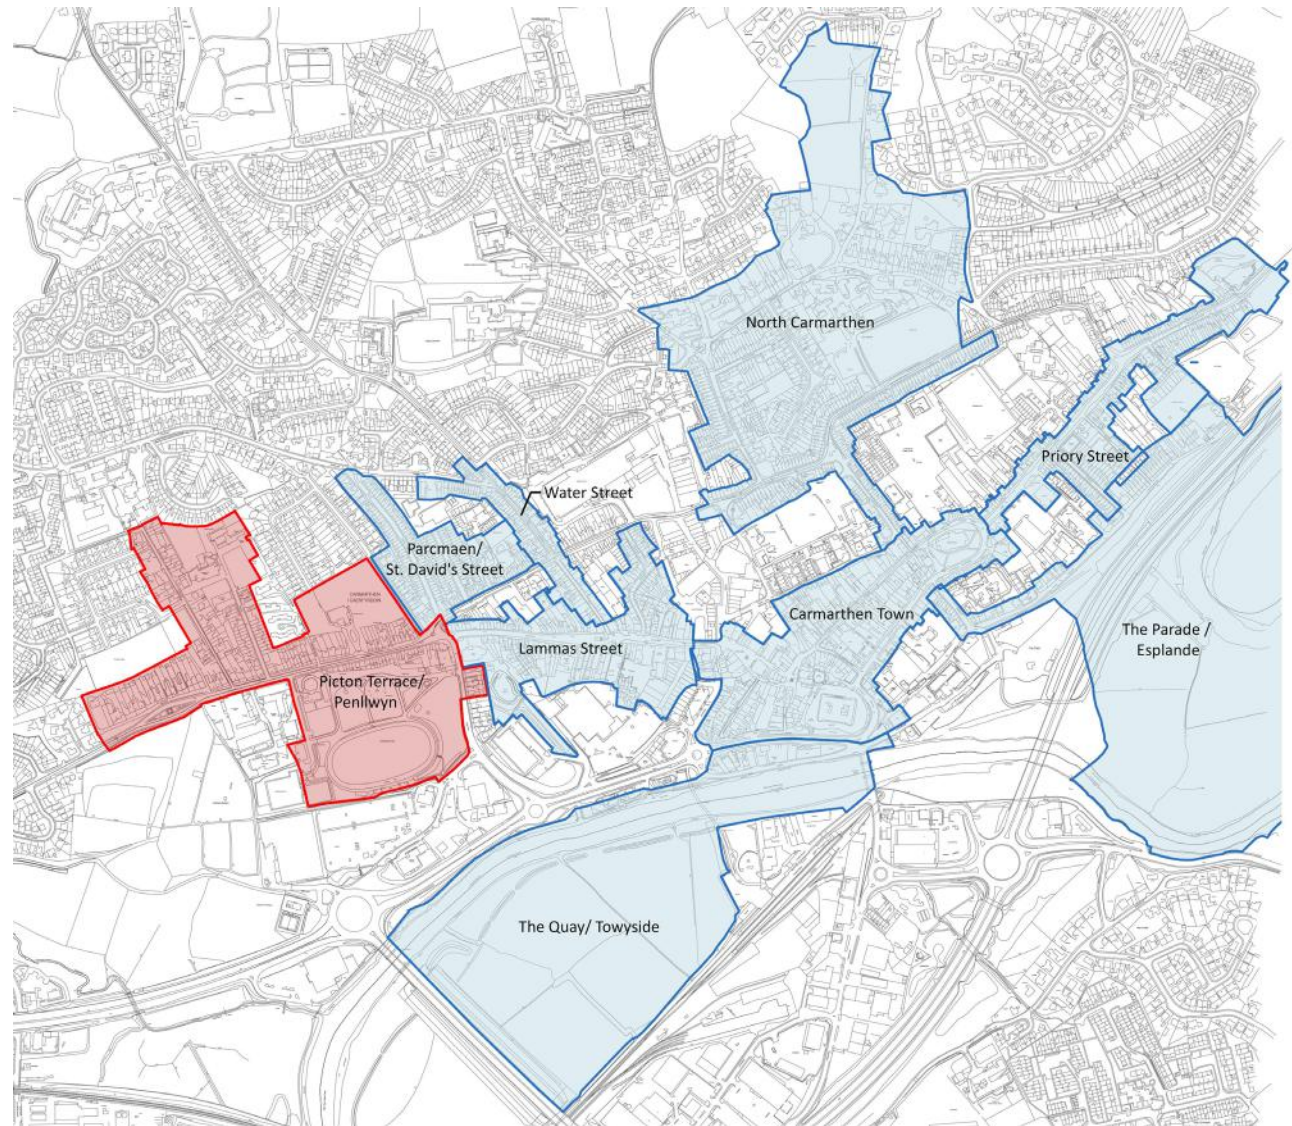 North Carmarthen
Priory Street
Water Street
Parcmaen/
St. David's Street
Carmarthen Town
The Parade /
Esplande
Lammas Street
Picton Terrace/
Penllwyn
The Quay/ Towyside